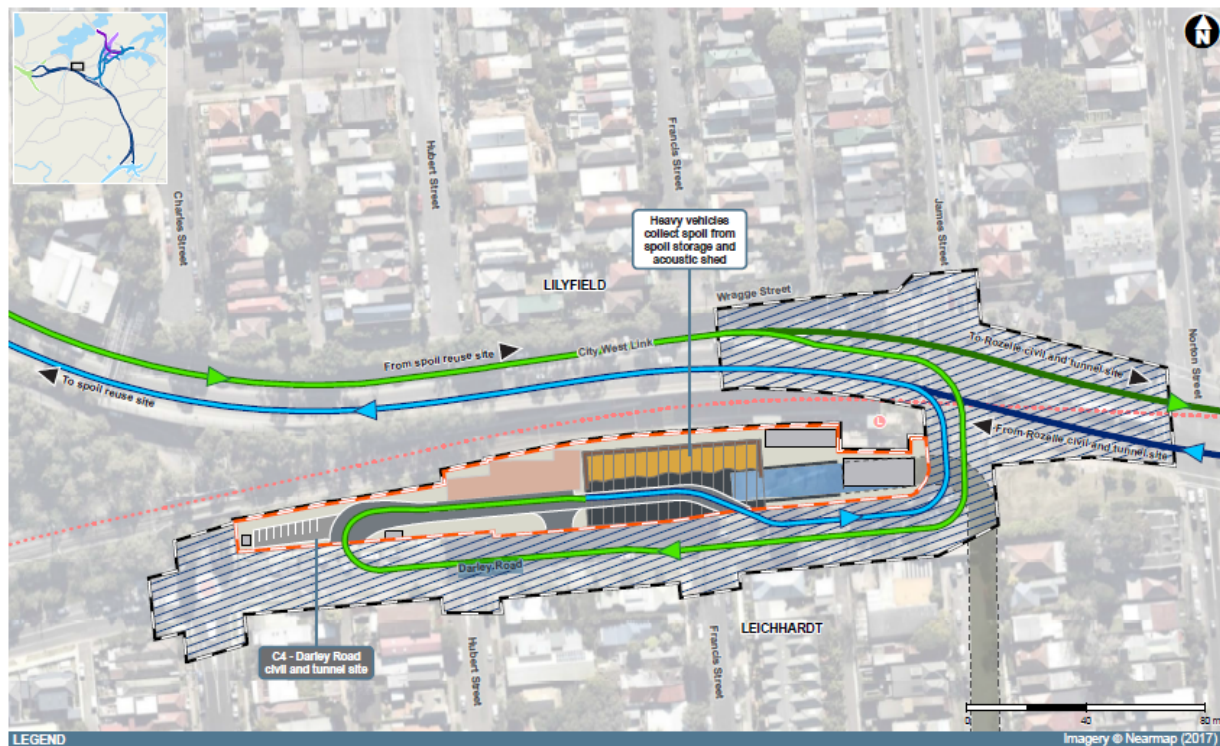 N
Charles Street
Hubert Street
Francis Street
James Street
Norton Street
Heavy vehicles
collect spoil from
spoil storage and
acoustic shed
LILYFIELD
Wragge Street
From spoil reuse site
City West Link
To Rozelle civil and tunnel site
To spoil reuse site
L
From Rozelle civil and tunnel site
Darley Road
C4 - Darley Road
civil and tunnel site
Hubert Street
Francis Street
LEICHHARDT
0 40 80 m
LEGEND
Imagery © Nearmap (2017)